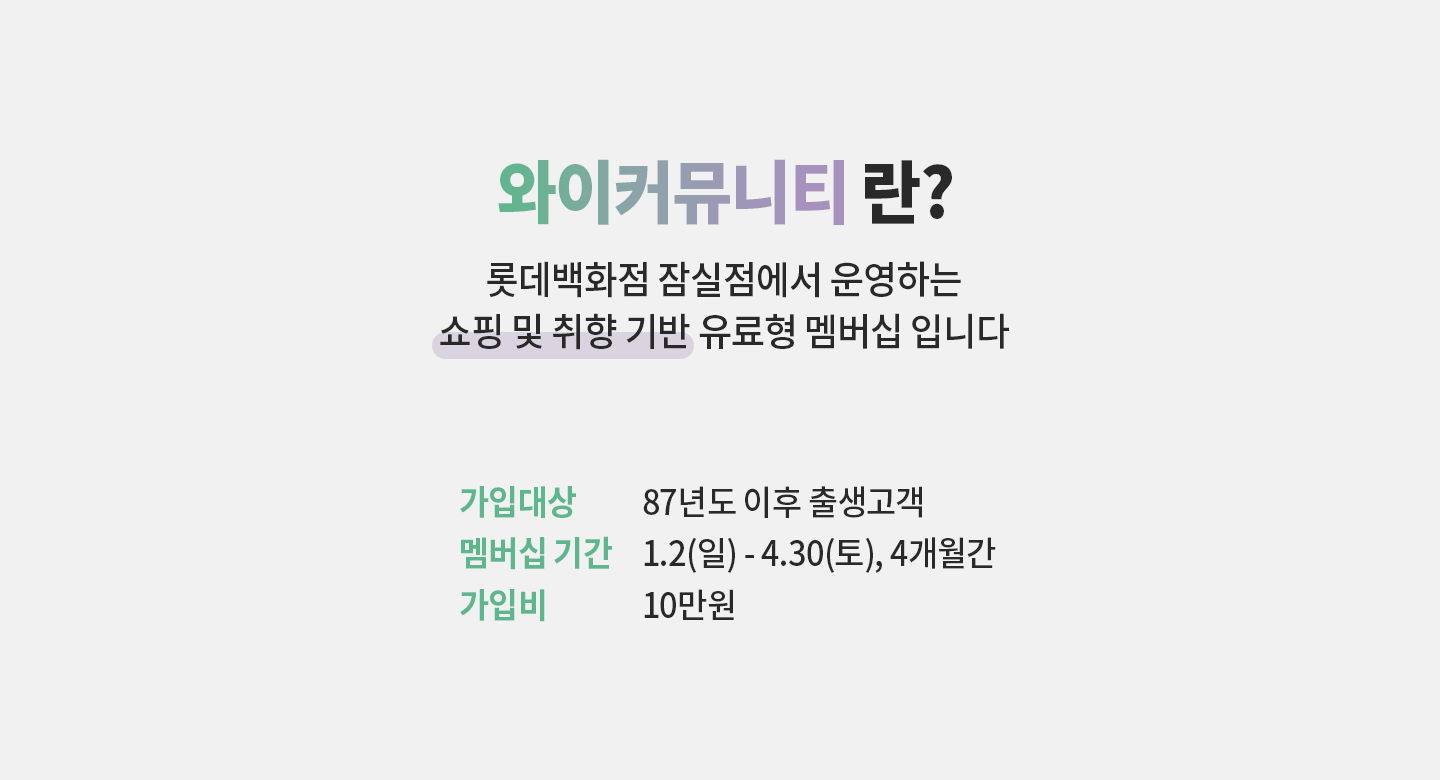 와이커뮤니티 란?
롯데백화점 잠실점에서 운영하는
쇼핑 및 취향 기반 유료형 멤버십 입니다
가입대상 87년도 이후 출생고객
멤버십 기간 1.2(일) - 4.30(토), 4개월간
가입비 10만원